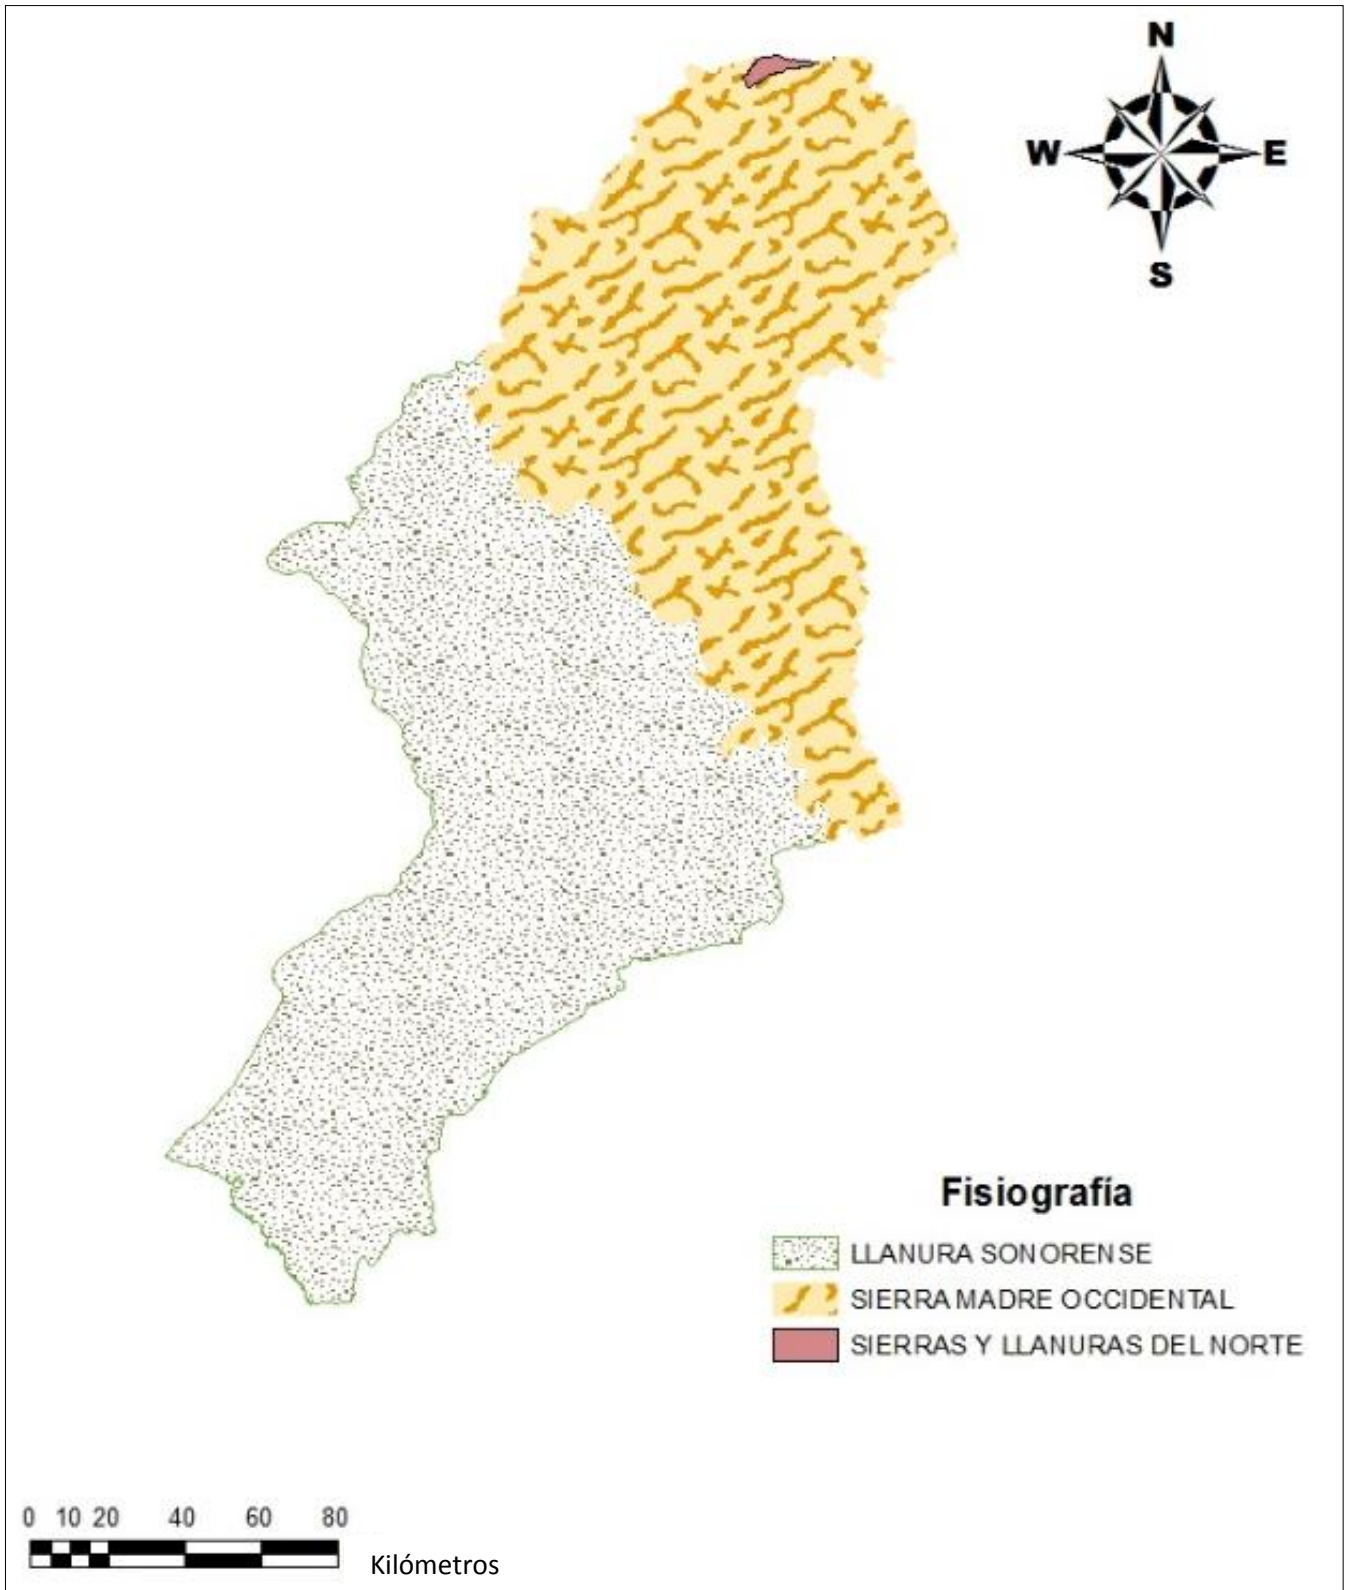 N
W E
S
Fisiografía
LLANURA SONORENSE
SIERRA MADRE OCCIDENTAL
SIERRAS Y LLANURAS DEL NORTE
0 10 20 40 60 80
Kilómetros